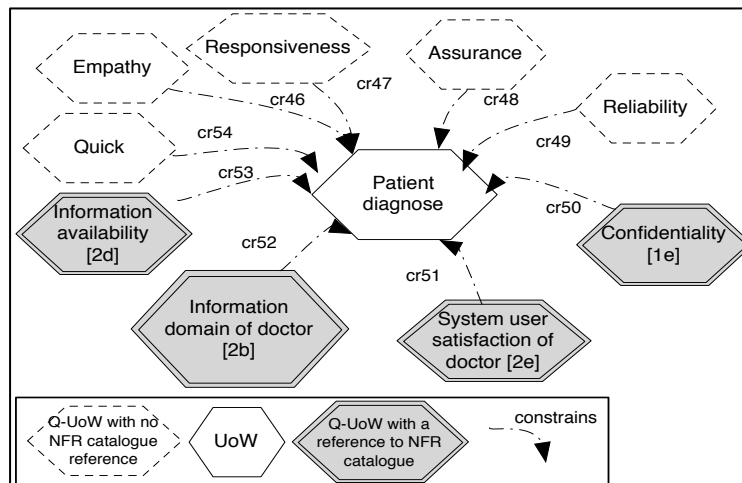 Responsiveness
Assurance
Empathy
cr47
cr46
cr48
Reliability
cr54
cr49
Quick
cr53
Patient
diagnose
Information
availability
[2d]
cr50
Confidentiality
[1e]
cr52
cr51
Information
domain of doctor
[2b]
System user
satisfaction of
doctor [2e]
Q-UoW with no
NFR catalogue
reference
UoW
Q-UoW with a
reference to NFR
catalogue
constrains